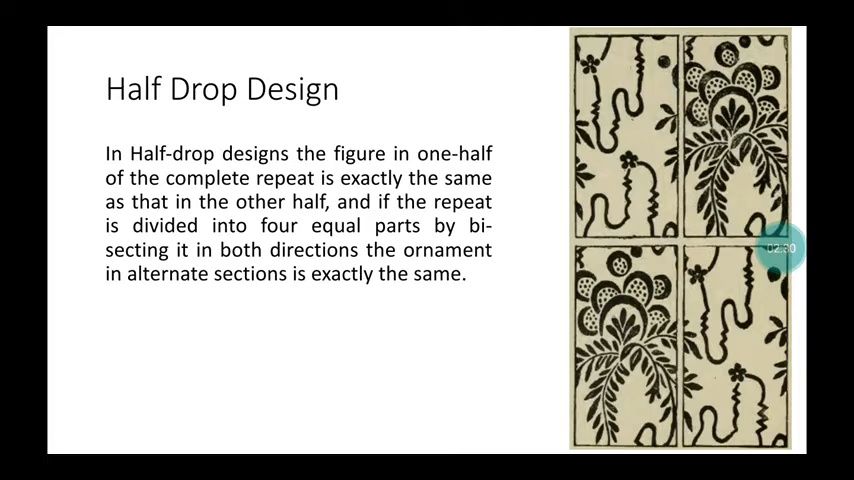 Half Drop Design
In Half-drop designs the figure in one-half
of the complete repeat is exactly the same
as that in the other half, and if the repeat
is divided into four equal parts by bi-
secting it in both directions the ornament
in alternate sections is exactly the same.
02:30